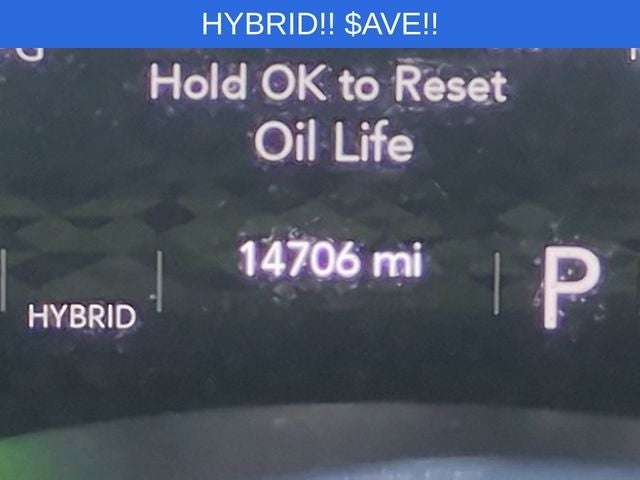 HYBRID!! $AVE!!
Hold OK to Reset
Oil Life
14706 mi
HYBRID
P